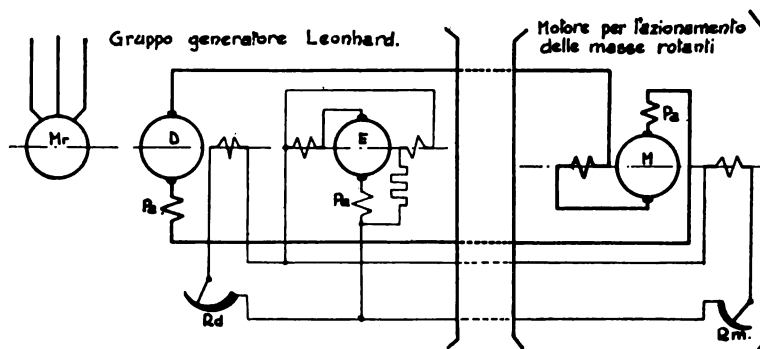 Gruppo generatore Leonhard.
Motore per l'azionamento
delle masse rotanti
Mr
D
E
M
Pa
Pa
Pa
Rd
Rm.